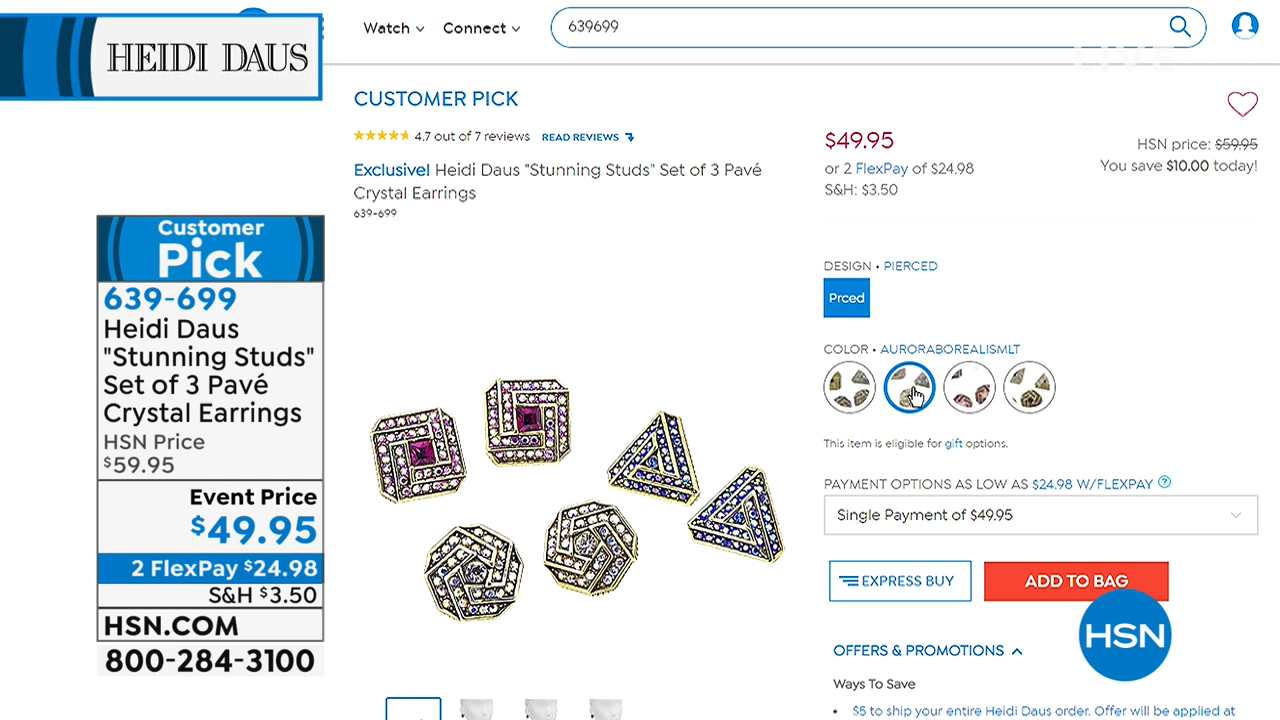 HEIDI DAUS
Watch
Connect
639699
LIVE
CUSTOMER PICK
4.7 out of 7 reviews
READ REVIEWS
Exclusive! Heidi Daus "Stunning Studs" Set of 3 Pavé
Crystal Earrings
639-699
$49.95
or 2 FlexPay of $24.98
S&H: $3.50
HSN price: $59.95
You save $10.00 today!
Customer
Pick
639-699
Heidi Daus
"Stunning Studs"
Set of 3 Pavé
Crystal Earrings
HSN Price
$59.95
Event Price
$49.95
2 FlexPay $24.98
S&H $3.50
HSN.COM
800-284-3100
DESIGN • PIERCED
Prced
COLOR • AURORABOREALISMLT
This item is eligible for gift options.
PAYMENT OPTIONS AS LOW AS $24.98 W/FLEXPAY ?
Single Payment of $49.95
EXPRESS BUY
ADD TO BAG
HSN
OFFERS & PROMOTIONS
Ways To Save
• $5 to ship your entire Heidi Daus order. Offer will be applied at